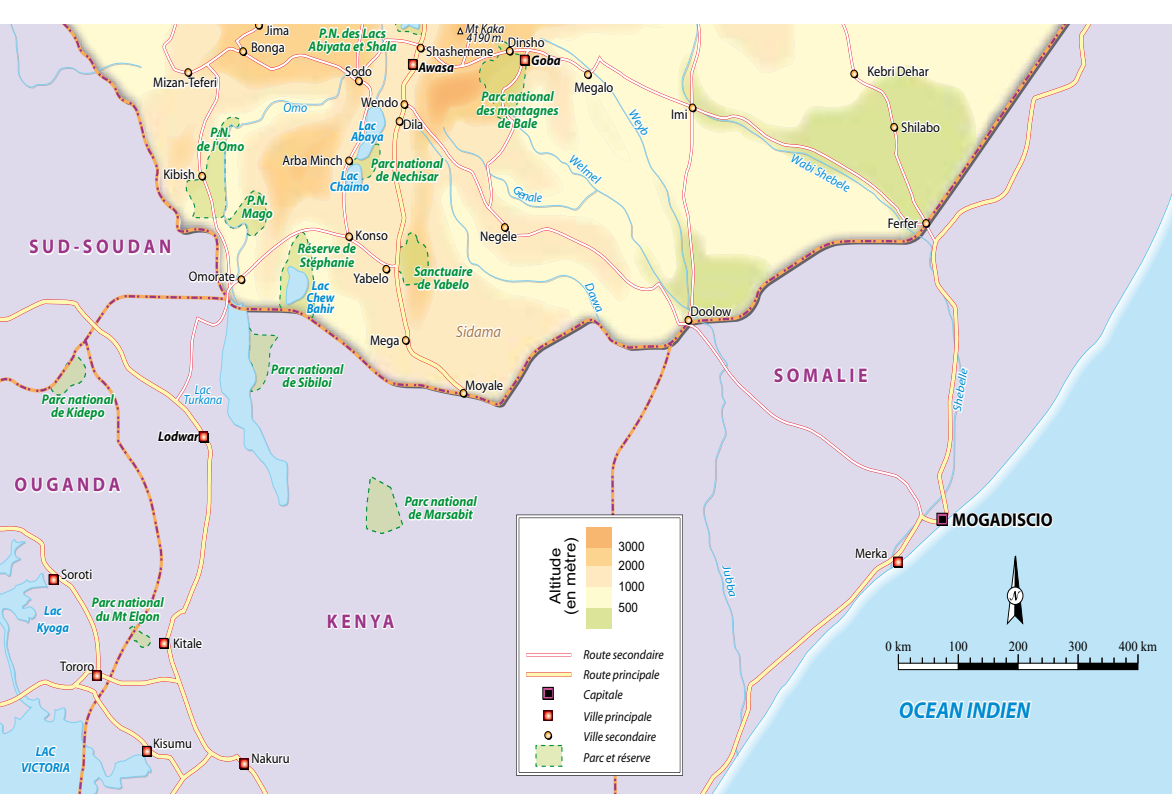 Jima
Bonga
Mizan-Teferi
P.N. des Lacs
Abiyata et Shala
Mt Kaka
4190 m.
Shashemene
Dinsho
Awasa
Goba
Sodo
Megalo
Kebri Dehar
Omo
Wendo
Parc national
des montagnes
de Bale
Weyb
Imi
Shilabo
Lac
Abaya
Dila
P.N.
de l'Omo
Arba Minch
Parc national
de Nechisar
Welmel
Wabi Shebele
Kibish
Lac
Chaimo
Genale
P.N.
Mago
Ferfer
SUD-SOUDAN
Konso
Negele
Réserve de
Stéphanie
Omorate
Yabelo
Sanctuaire
de Yabelo
Lac
Chew
Bahir
Dawa
Doolow
Sidama
Mega
SOMALIE
Parc national
de Sibiloi
Shebelle
Moyale
Lac
Turkana
Parc national
de Kidepo
Lodwar
OUGANDA
Parc national
de Marsabit
MOGADISCIO
Merka
Altitude
(en mètre)
3000
2000
1000
500
Soroti
Parc national
du Mt Elgon
Jubba
N
Lac
Kyoga
KENYA
Kitale
0 km
100
200
300
400 km
Tororo
Route secondaire
Route principale
Capitale
Ville principale
Ville secondaire
Parc et réserve
OCEAN INDIEN
LAC
VICTORIA
Kisumu
Nakuru